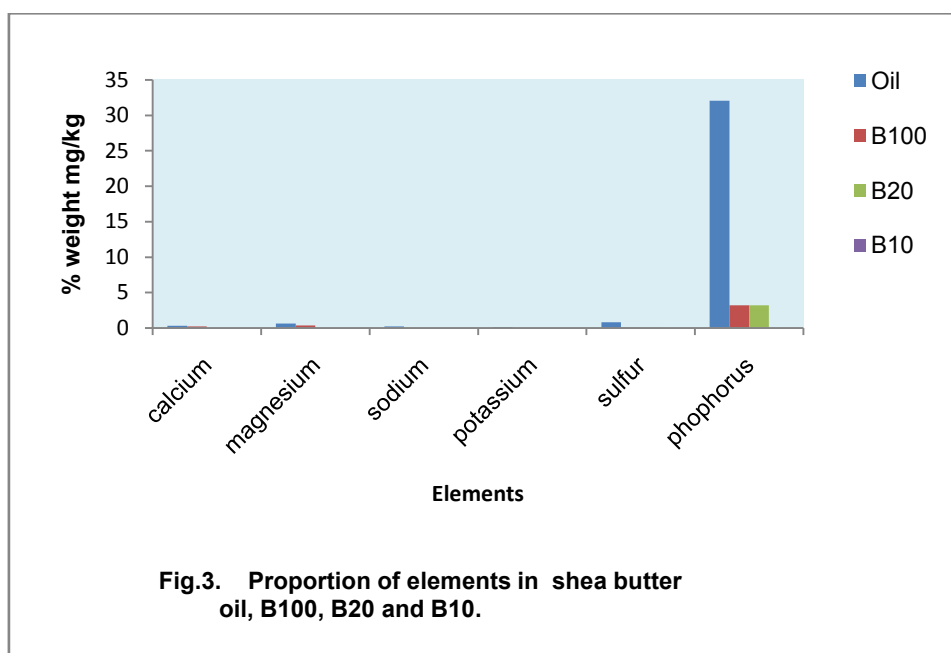 35
30
25
20
15
10
5
0
% weight mg/kg
calcium
magnesium
sodium
potassium
sulfur
phophorus
Elements
Oil
B100
B20
B10
Fig.3. Proportion of elements in shea butter
oil, B100, B20 and B10.